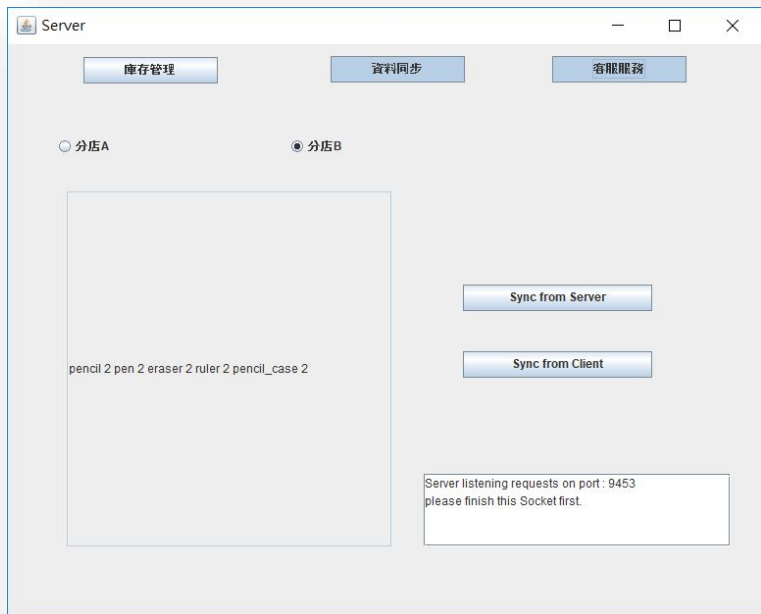 Server
庫存管理 資料同步 客服服務
分店A 分店B
Sync from Server
pencil 2 pen 2 eraser 2 ruler 2 pencil_case 2
Sync from Client
Server listening requests on port : 9453
please finish this Socket first.